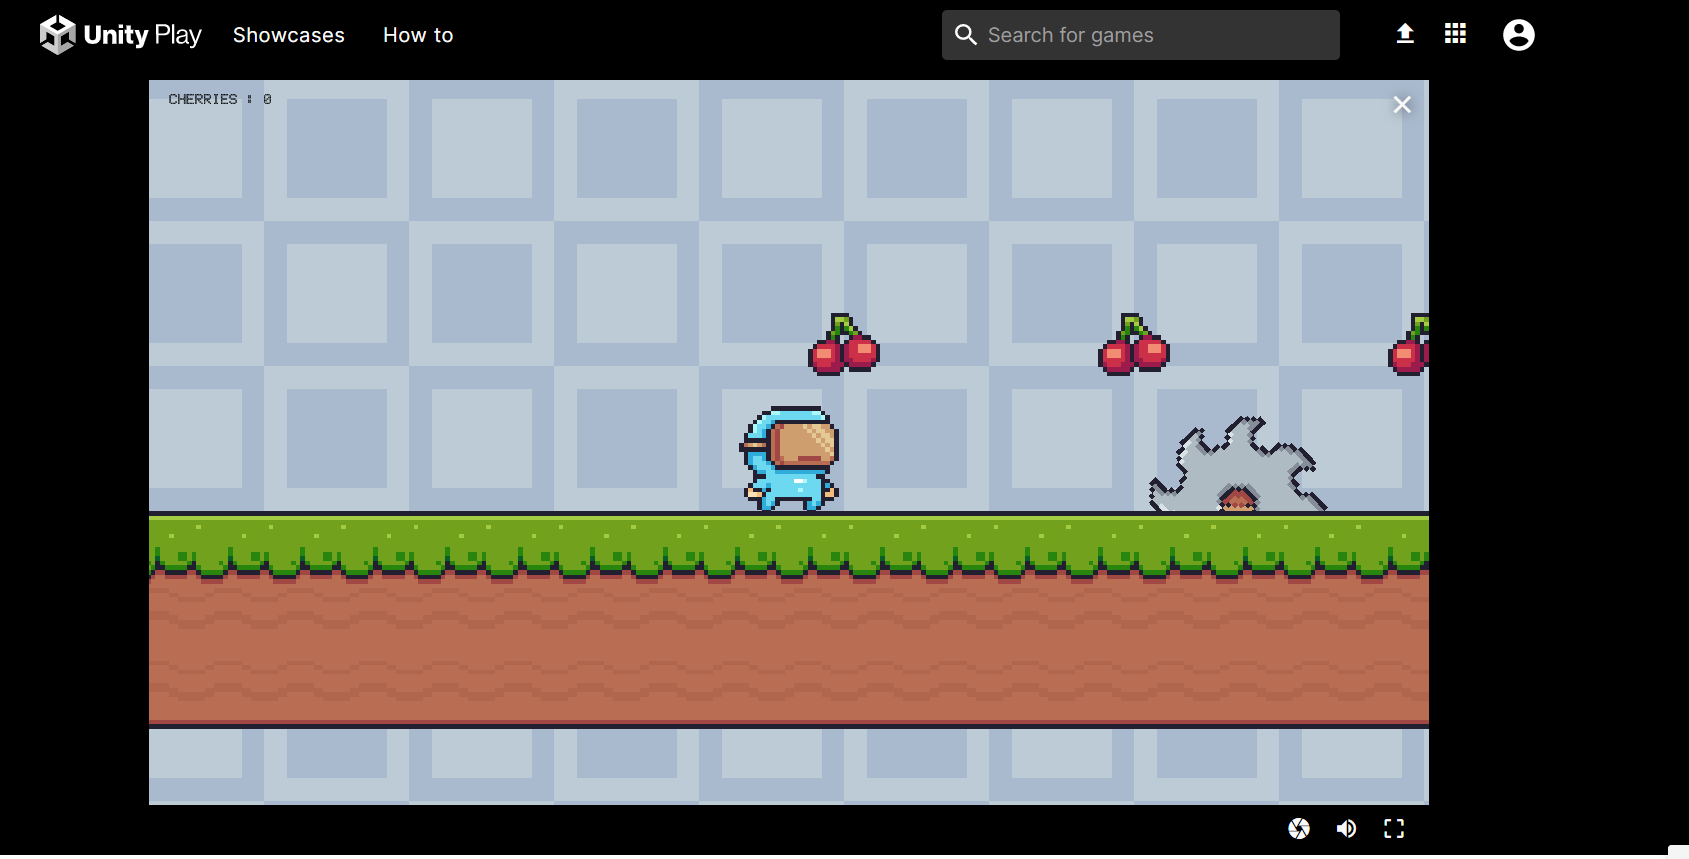 Unity Play
Showcases
How to
Search for games
CHERRIES : 0